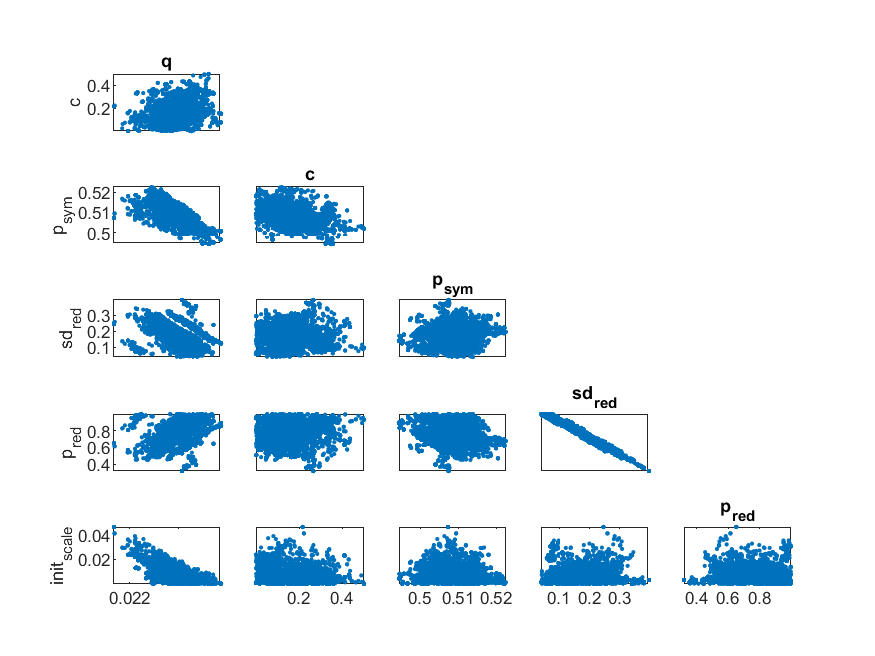 q
c
0.4
0.2
c
p_sym
0.52
0.51
0.5
p_sym
sd_red
0.3
0.2
0.1
sd_red
p_red
0.8
0.6
0.4
p_red
init_scale
0.04
0.02
0.022
0.2 0.4
0.5 0.51 0.52
0.1 0.2 0.3
0.4 0.6 0.8